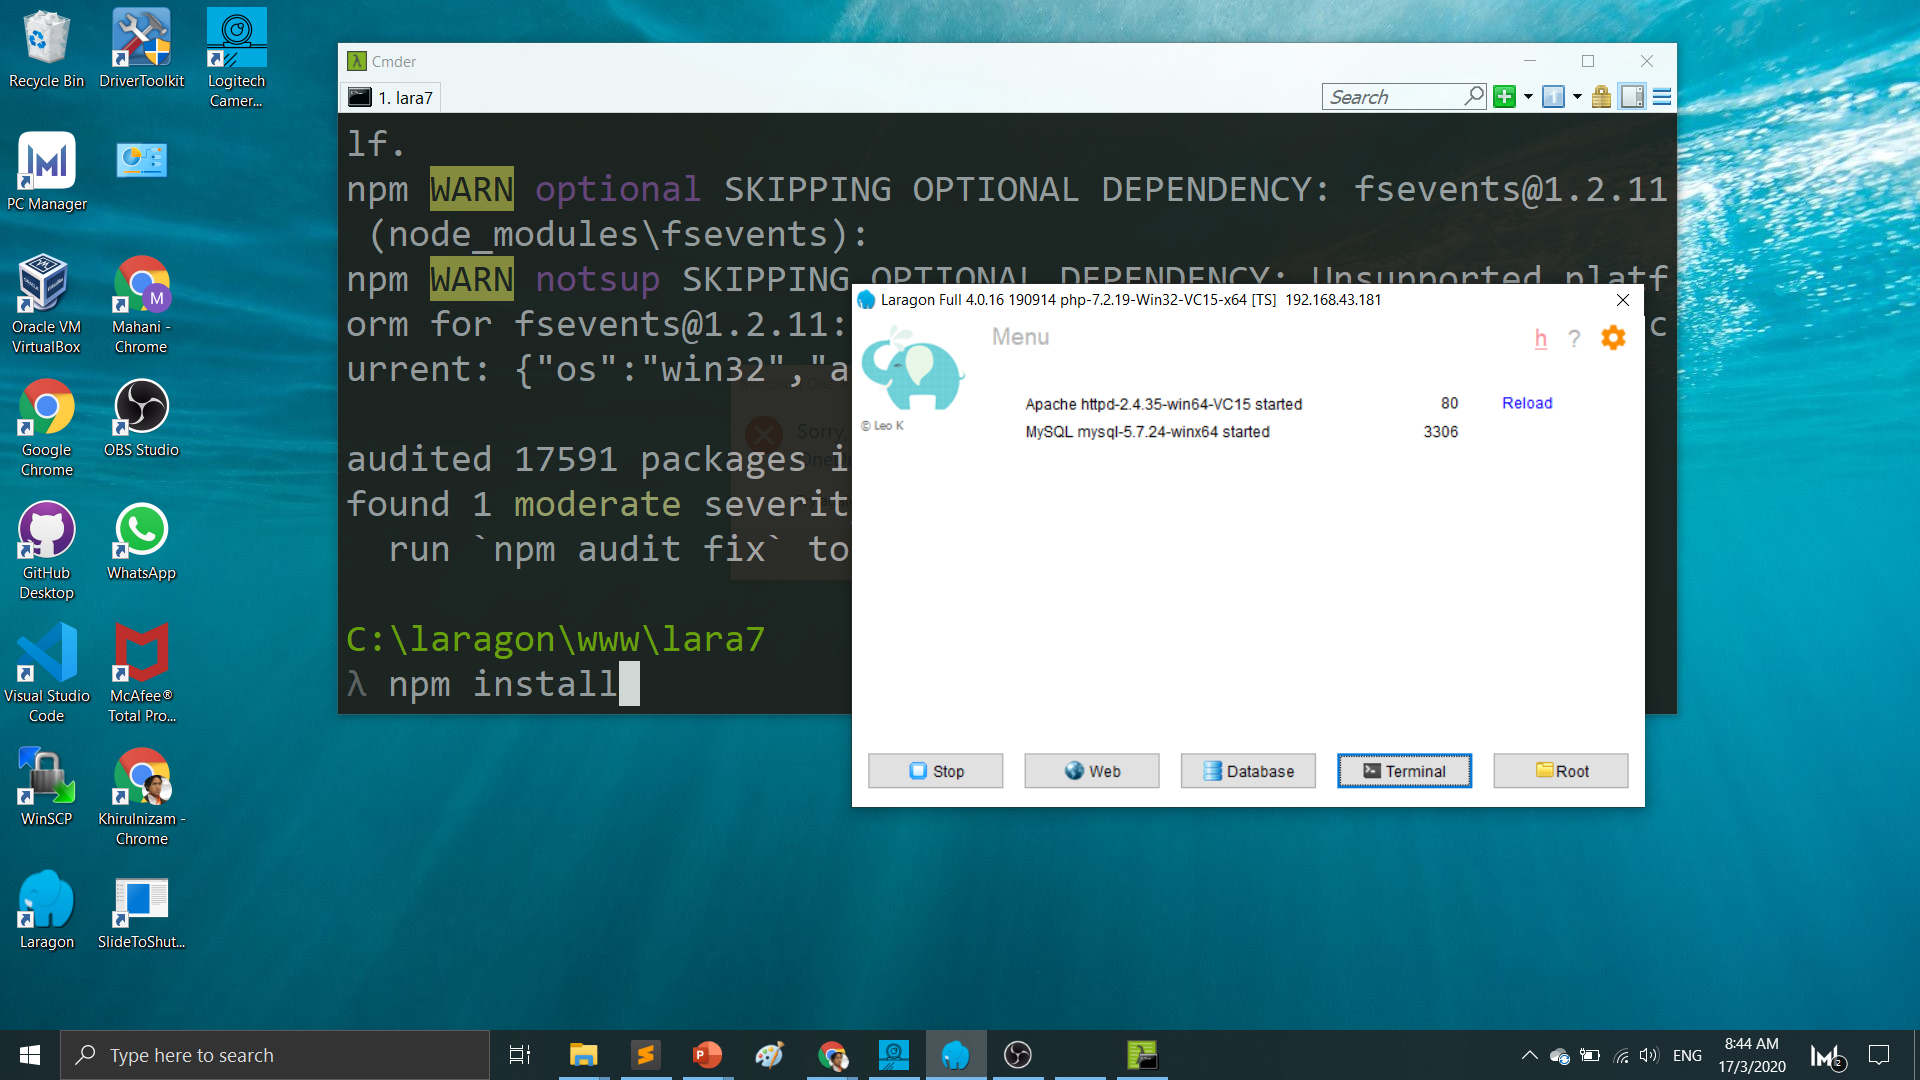 Recycle Bin
DriverToolkit
Logitech
Camer...
PC Manager
Oracle VM
VirtualBox
M
Mahani -
Chrome
Google
Chrome
OBS Studio
GitHub
Desktop
WhatsApp
Visual Studio
Code
McAfee®
Total Pro...
WinSCP
Khirulnizam -
Chrome
Laragon
SlideToShut...
λ Cmder
1. lara7
Search
lf.
npm WARN optional SKIPPING OPTIONAL DEPENDENCY: fsevents@1.2.11
(node_modules\fsevents):
npm WARN notsup SKIPPING OPTIONAL DEPENDENCY: Unsupported platf
orm for fsevents@1.2.11: c
urrent: {"os":"win32","a
Sorry,
audited 17591 packages i
found 1 moderate severit
run `npm audit fix` to
C:\laragon\www\lara7
λ npm install
Laragon Full 4.0.16 190914 php-7.2.19-Win32-VC15-x64 [TS] 192.168.43.181
Menu
h ?
© Leo K
Apache httpd-2.4.35-win64-VC15 started 80 Reload
MySQL mysql-5.7.24-winx64 started 3306
Stop
Web
Database
Terminal
Root
Type here to search
ENG
8:44 AM
17/3/2020
2